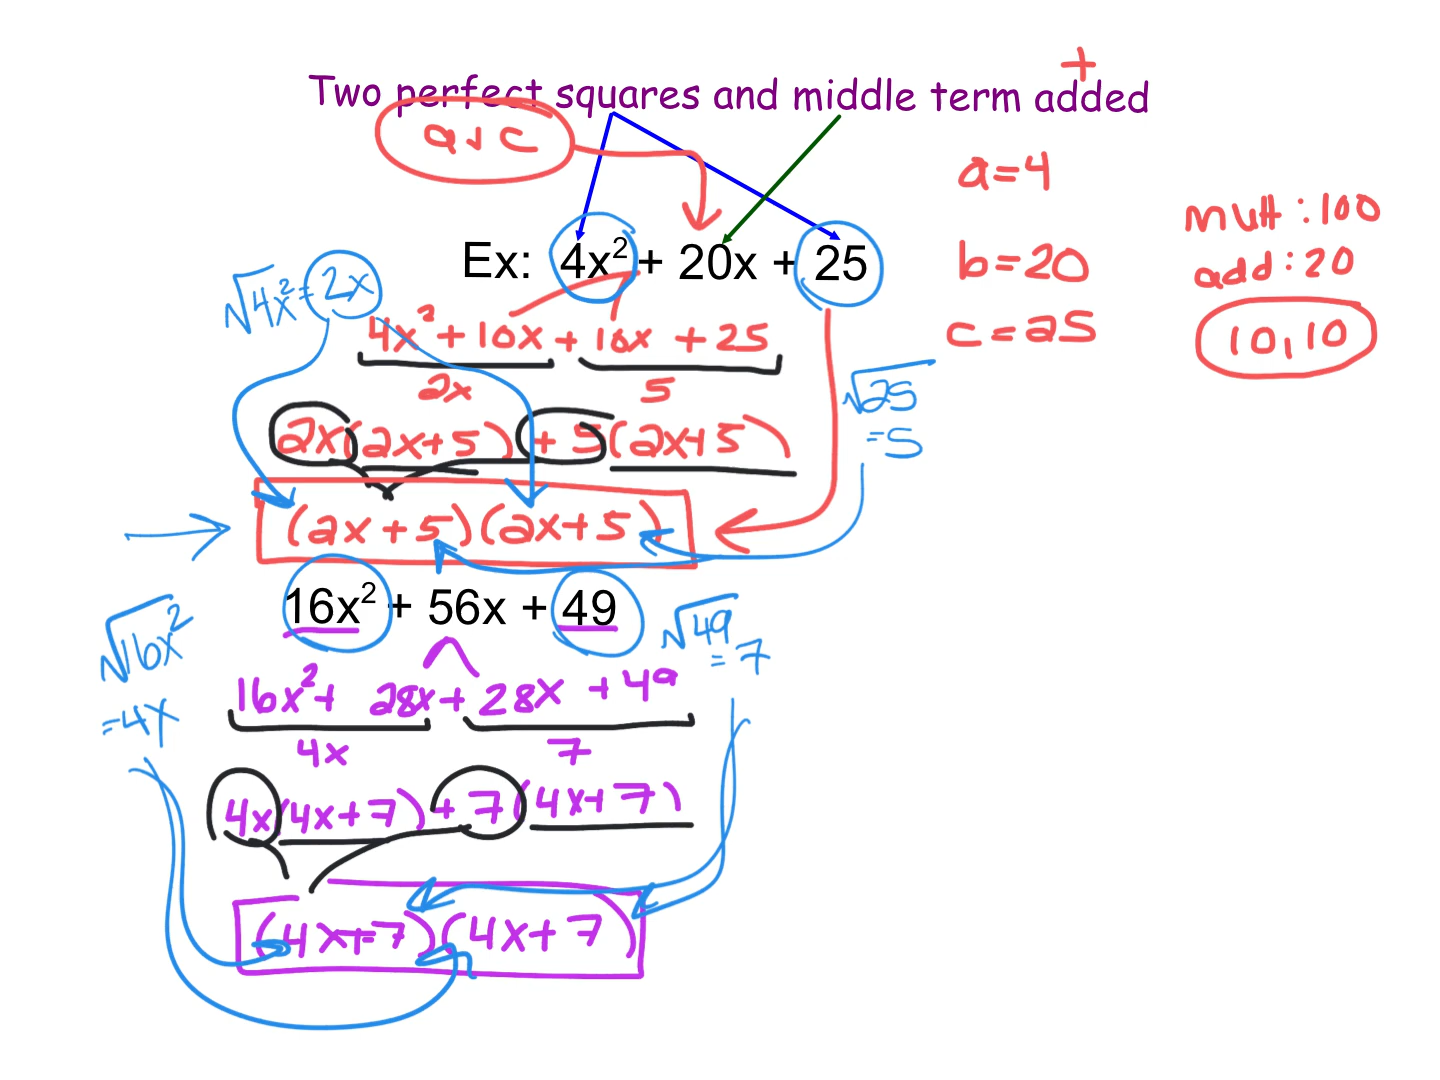 +
Two perfect squares and middle term added
a + c
a=4
mult : 100
Ex: 4x² + 20x + 25
b=20
add : 20
√4x² = 2x
4x² + 10x + 10x + 25
c=25
10, 10
2x 5
√25
=5
2x(2x+5) + 5(2x+5)
(2x+5)(2x+5)
16x² + 56x + 49
√16x²
=4x
√49
=7
16x² + 28x + 28x + 49
4x 7
4x(4x+7) + 7(4x+7)
(4x+7)(4x+7)